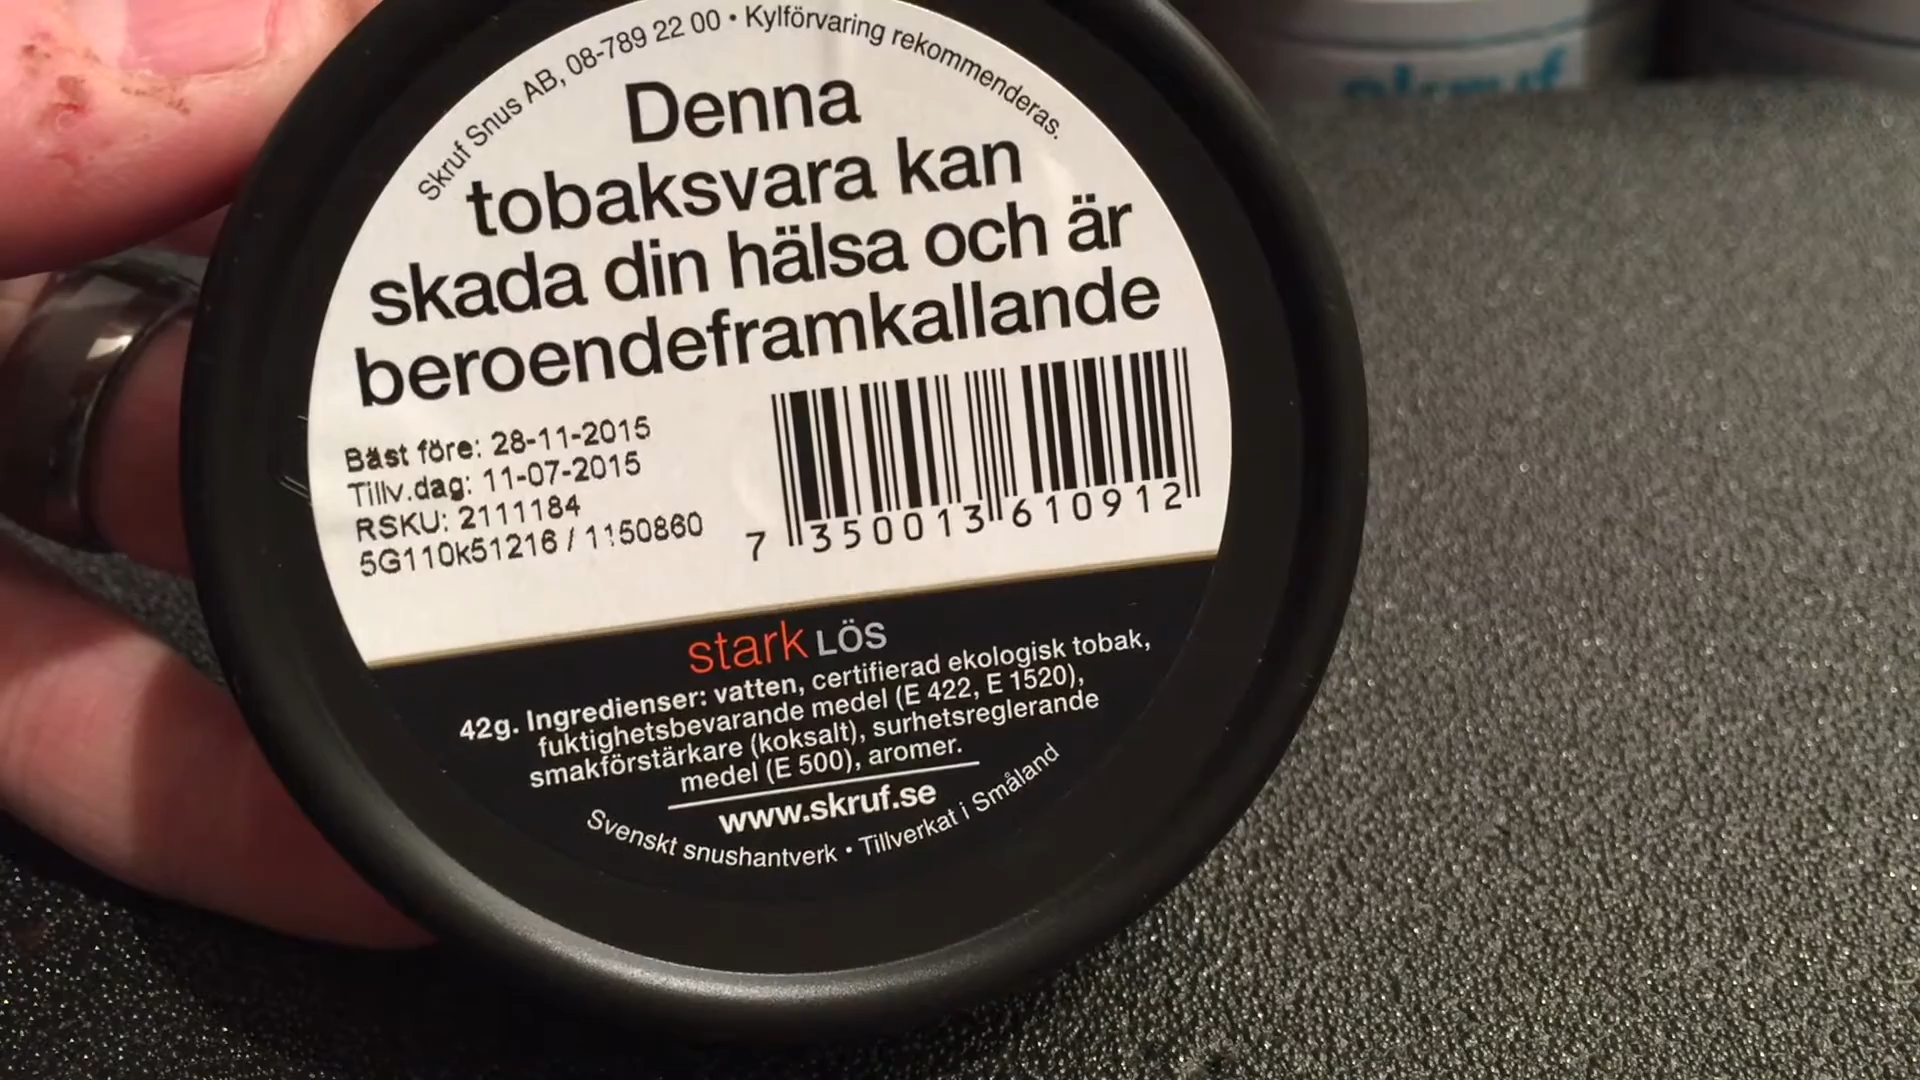 Skruf Snus AB, 08-789 22 00 • Kylförvaring rekommenderas.
Denna
tobaksvara kan
skada din hälsa och är
beroendeframkallande
Bäst före: 28-11-2015
Tillv.dag: 11-07-2015
RSKU: 2111184
5G110k51216 / 1150860
7 350013 610912
stark LÖS
42g. Ingredienser: vatten, certifierad ekologisk tobak,
fuktighetsbevarande medel (E 422, E 1520),
smakförstärkare (koksalt), surhetsreglerande
medel (E 500), aromer.
www.skruf.se
Svenskt snushantverk • Tillverkat i Småland
skruf